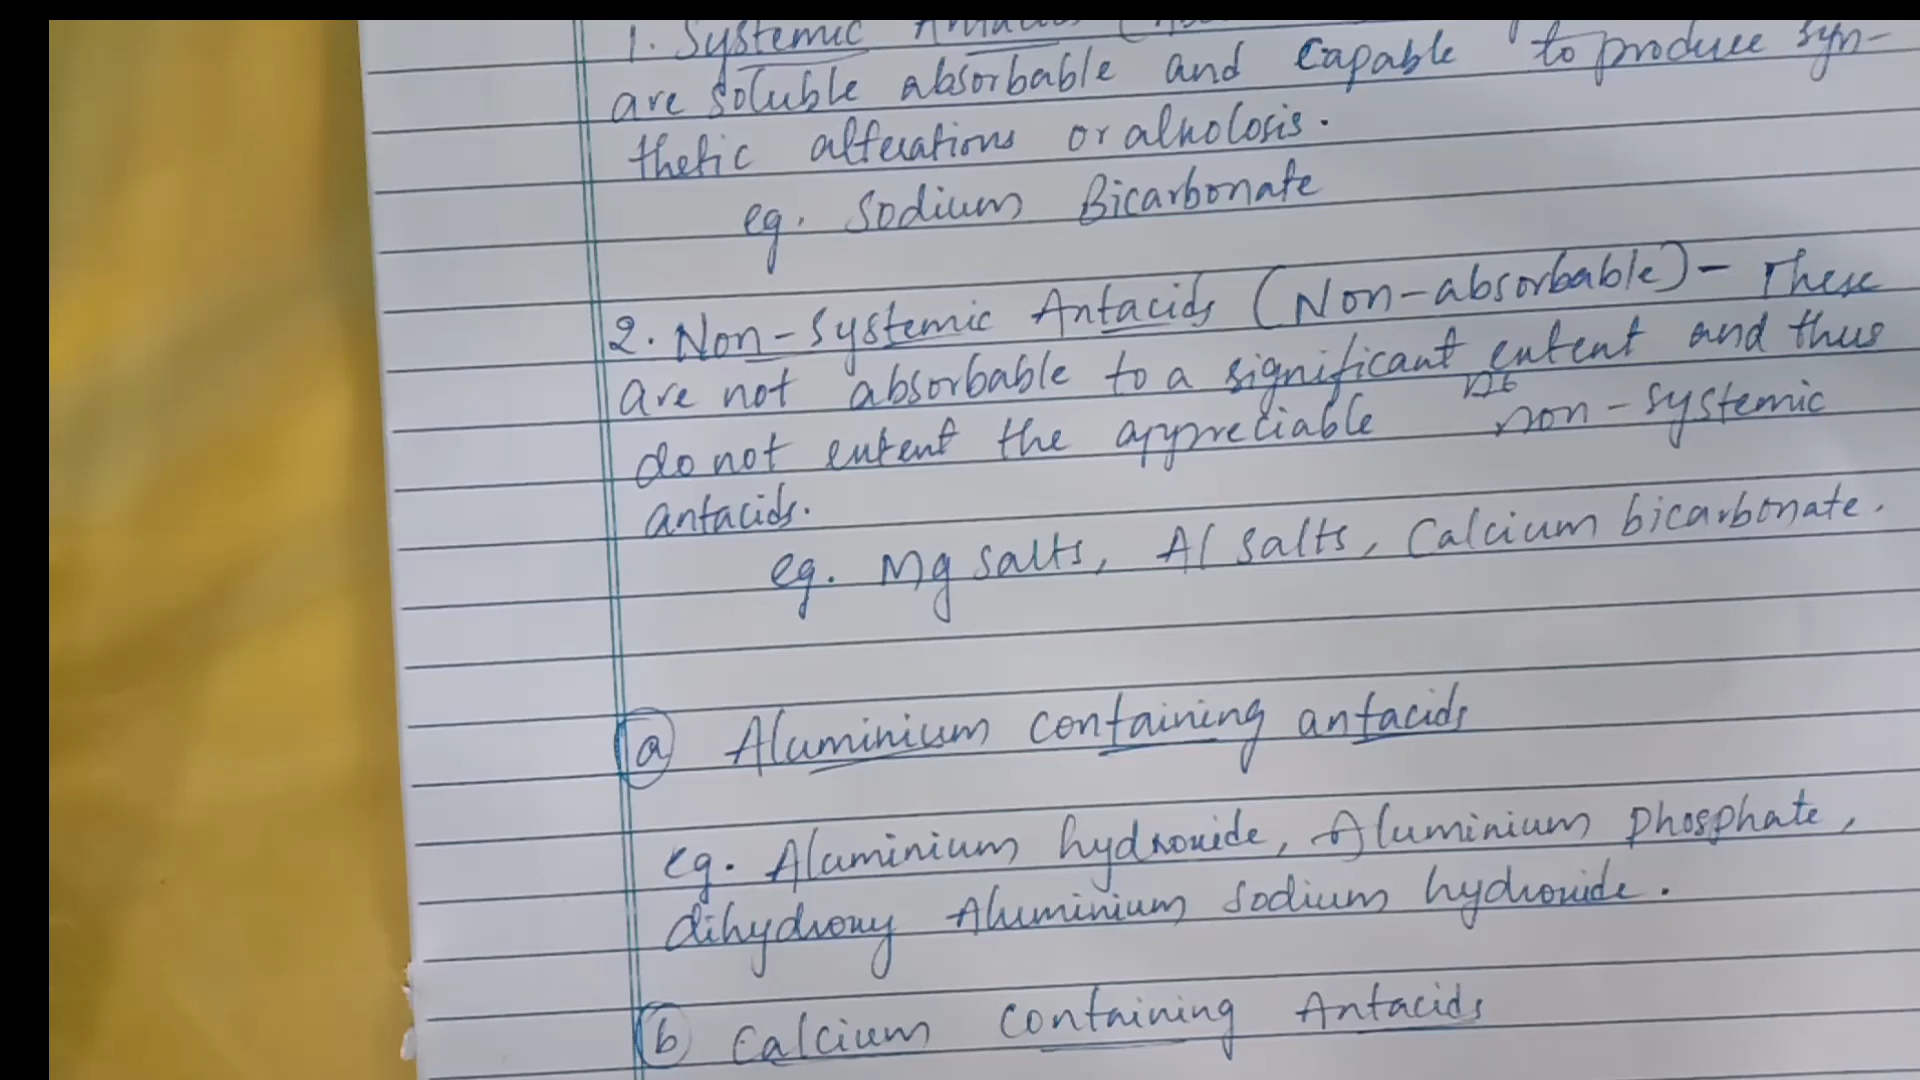 1. Systemic Antacids
are soluble absorbable and capable to produce syn-
thetic alterations or alkolosis.
eg. Sodium Bicarbonate
2. Non-Systemic Antacids (Non-absorbable) - These
are not absorbable to a significant extent and thus
do not extent the appreciable non-systemic
antacids.
eg. Mg salts, Al salts, Calcium bicarbonate.
a Aluminium containing antacids
eg. Aluminium hydroxide, Aluminium phosphate,
dihydroxy Aluminium sodium hydroxide.
b Calcium containing Antacids